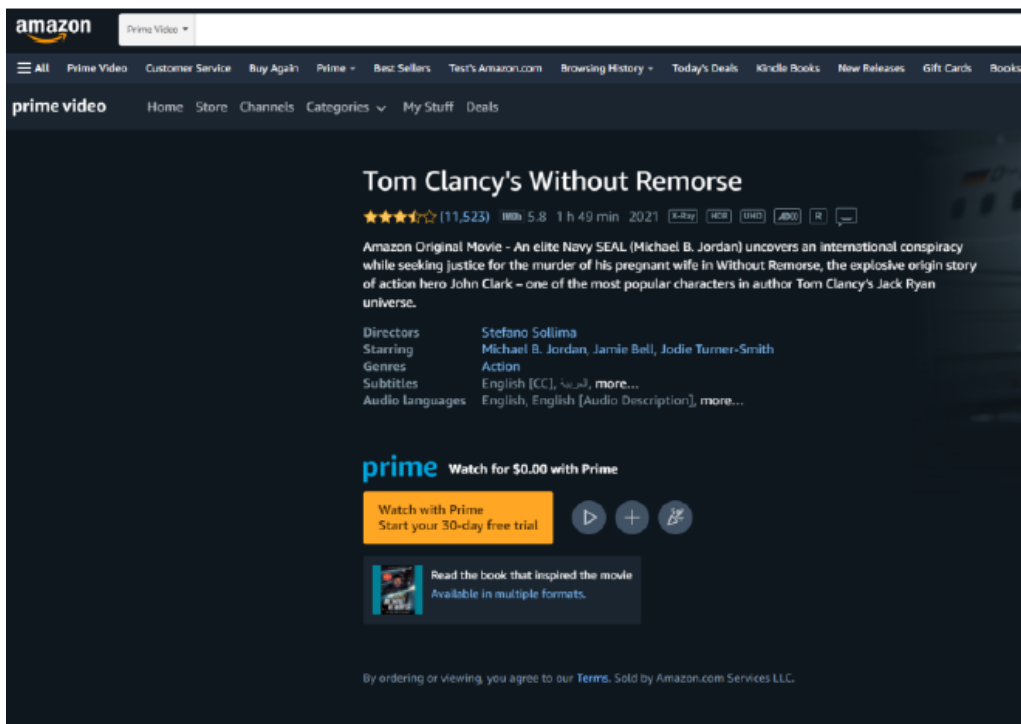 amazon
Prime Video
All Prime Video Customer Service Buy Again Prime Best Sellers Test's Amazon.com Browsing History Today's Deals Kindle Books New Releases Gift Cards Books
prime video Home Store Channels Categories My Stuff Deals
Tom Clancy's Without Remorse
(11,523) IMDb 5.8 1 h 49 min 2021 X-Ray HDR UHD AD)) R
Amazon Original Movie - An elite Navy SEAL (Michael B. Jordan) uncovers an international conspiracy
while seeking justice for the murder of his pregnant wife in Without Remorse, the explosive origin story
of action hero John Clark – one of the most popular characters in author Tom Clancy's Jack Ryan
universe.
Directors Stefano Sollima
Starring Michael B. Jordan, Jamie Bell, Jodie Turner-Smith
Genres Action
Subtitles English [CC], العربية, more...
Audio languages English, English [Audio Description], more...
prime Watch for $0.00 with Prime
Watch with Prime
Start your 30-day free trial
Read the book that inspired the movie
Available in multiple formats.
By ordering or viewing, you agree to our Terms. Sold by Amazon.com Services LLC.